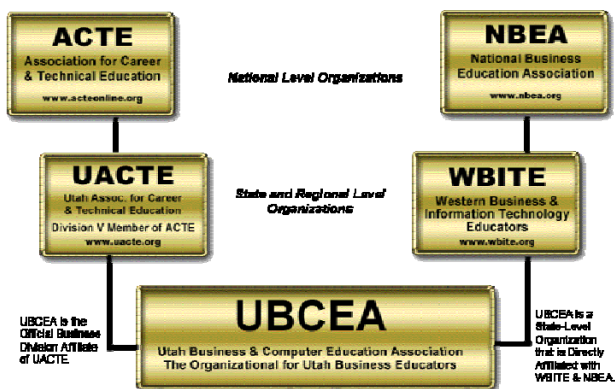 ACTE
Association for Career
& Technical Education
www.acteonline.org
National Level Organizations
NBEA
National Business
Education Association
www.nbea.org
UACTE
Utah Assoc. for Career
& Technical Education
Division V Member of ACTE
www.uacte.org
State and Regional Level
Organizations
WBITE
Western Business &
Information Technology
Educators
www.wbite.org
UBCEA is the
Official Business
Division Affiliate
of UACTE.
UBCEA
Utah Business & Computer Education Association
The Organizational for Utah Business Educators
UBCEA is a
State-Level
Organization
that is Directly
Affiliated with
WBITE & NBEA.